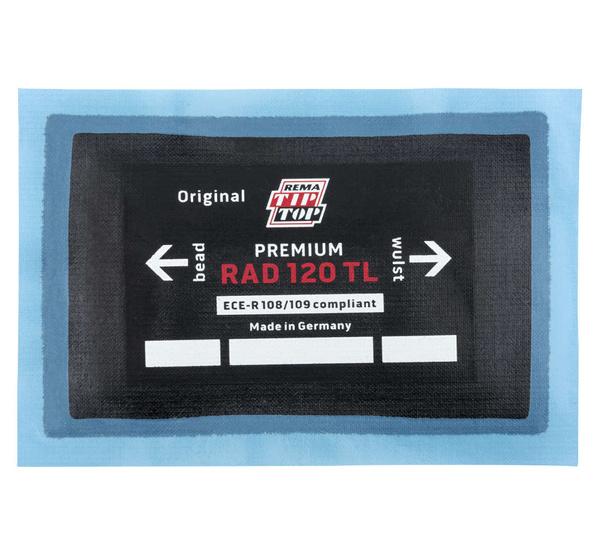 Original
REMA
TIP
TOP
bead
PREMIUM
wulst
RAD 120 TL
ECE-R 108/109 compliant
Made in Germany